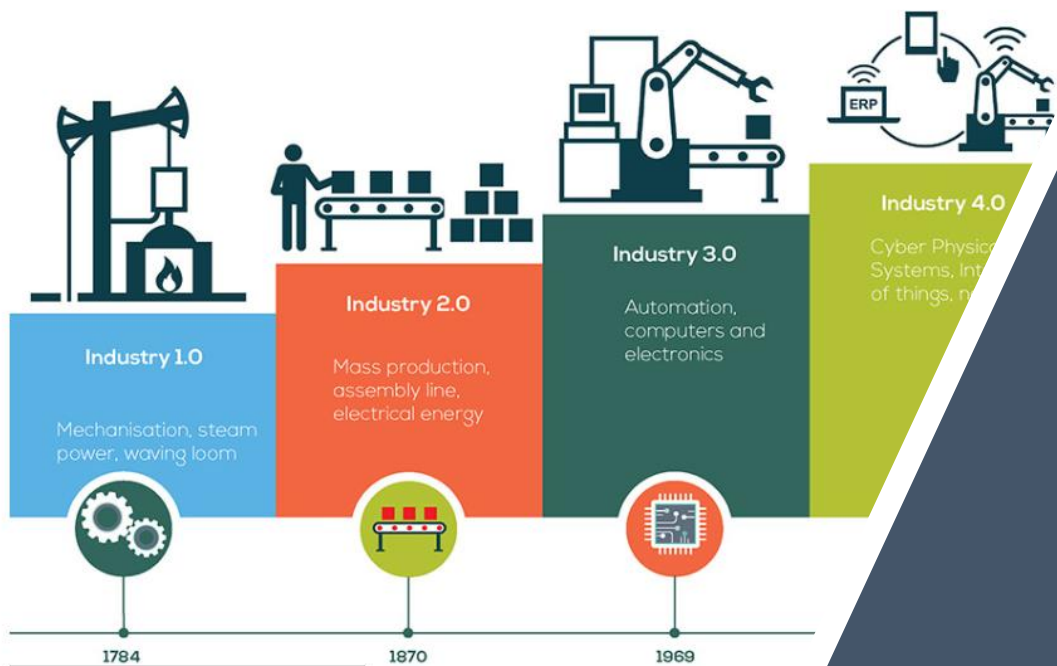 ERP
Industry 4.0
Cyber
Systems,
of things,
Industry 3.0
Automation,
computers and
electronics
Industry 2.0
Mass production,
assembly line,
electrical energy
Industry 1.0
Mechanisation, steam
power, waving loom
1784
1870
1969